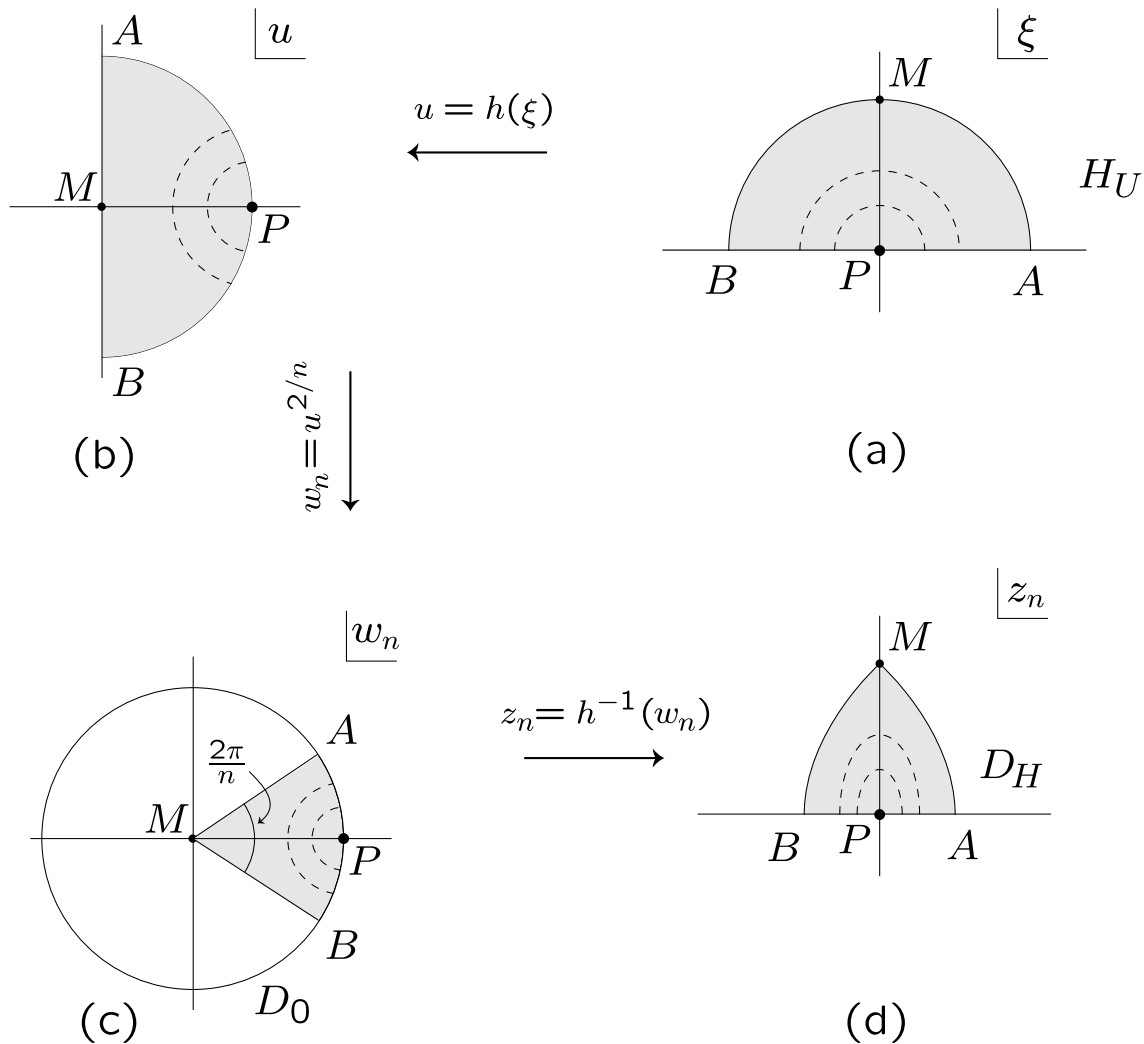 A
u
M
P
B
(b)
u = h(ξ)
ξ
M
H_U
B
P
A
(a)
w_n = u^{2/n}
w_n
A
2π/n
M
P
B
D_0
(c)
z_n = h^{-1}(w_n)
z_n
M
D_H
B
P
A
(d)